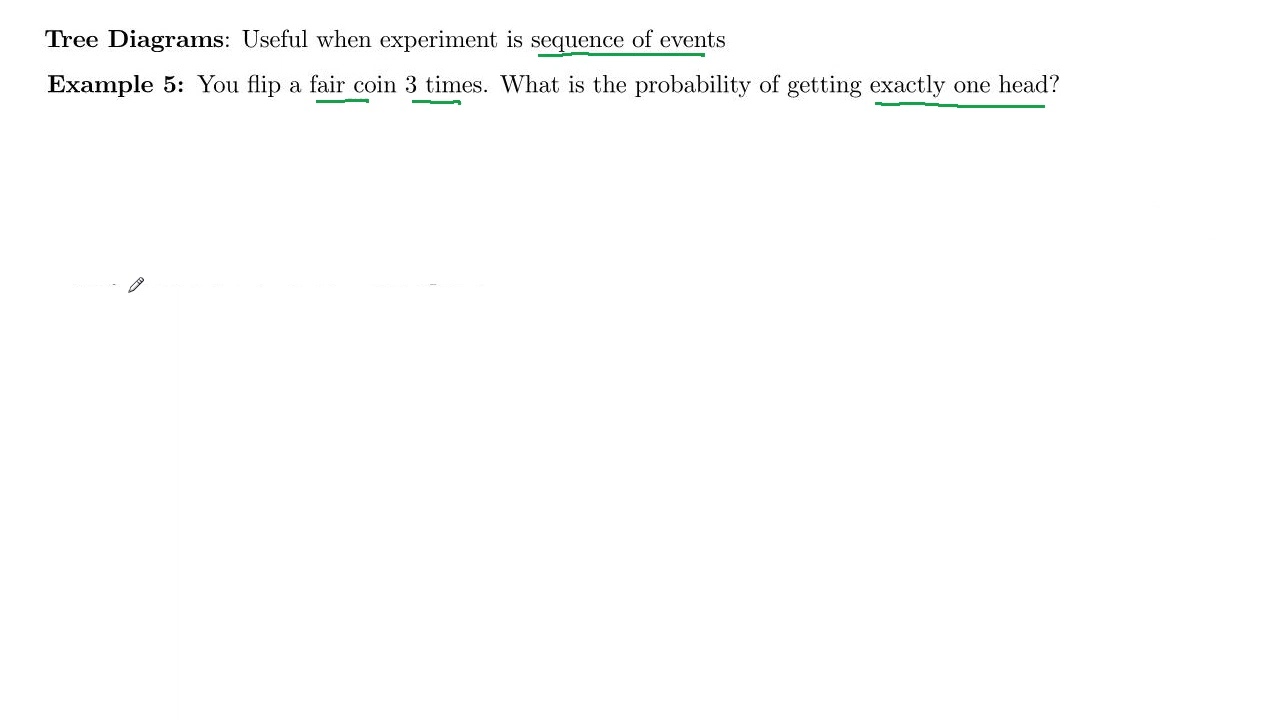 Tree Diagrams: Useful when experiment is sequence of events
Example 5: You flip a fair coin 3 times. What is the probability of getting exactly one head?